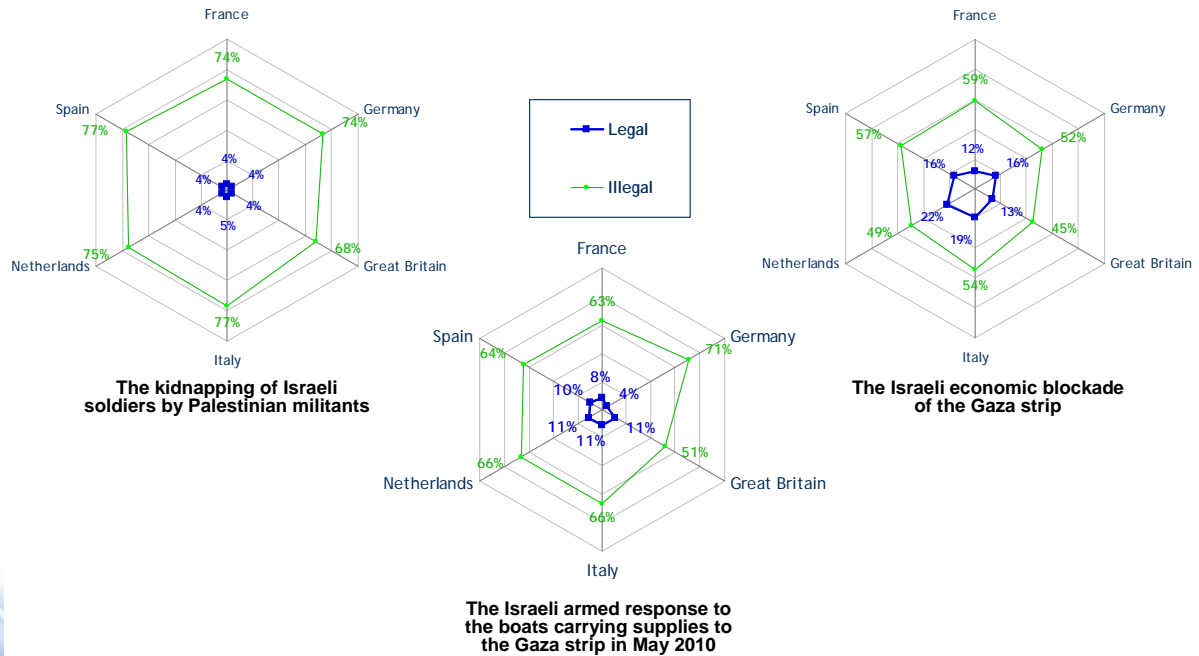 France
74%
Spain
Germany
77%
74%
4%
4%
4%
4%
4%
5%
75%
68%
Netherlands
Great Britain
77%
Italy
The kidnapping of Israeli
soldiers by Palestinian militants
Legal
Illegal
France
63%
Spain
Germany
64%
71%
8%
10%
4%
11%
11%
11%
66%
51%
Netherlands
Great Britain
66%
Italy
The Israeli armed response to
the boats carrying supplies to
the Gaza strip in May 2010
France
59%
Spain
Germany
57%
52%
12%
16%
16%
22%
13%
19%
49%
45%
Netherlands
Great Britain
54%
Italy
The Israeli economic blockade
of the Gaza strip